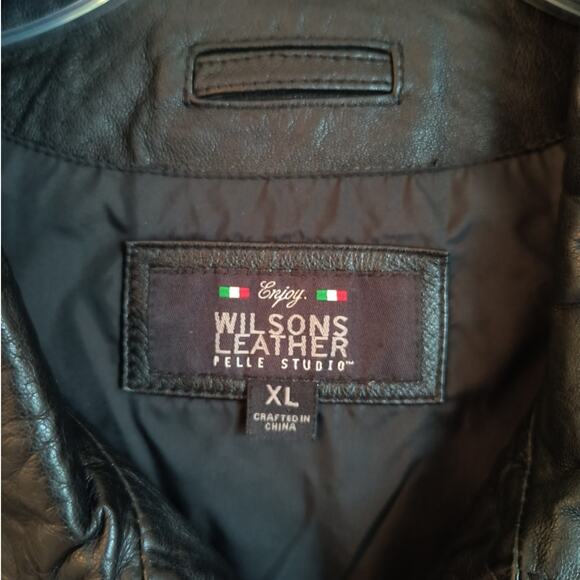 Enjoy.
WILSONS
LEATHER
PELLE STUDIO™
XL
CRAFTED IN
CHINA